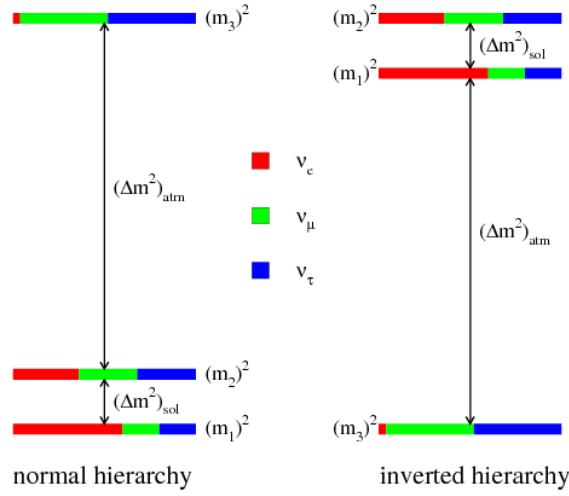 (m₃)²
(Δm²)atm
(m₂)²
(Δm²)sol
(m₁)²
normal hierarchy
νe
νμ
ντ
(m₂)²
(Δm²)sol
(m₁)²
(Δm²)atm
(m₃)²
inverted hierarchy